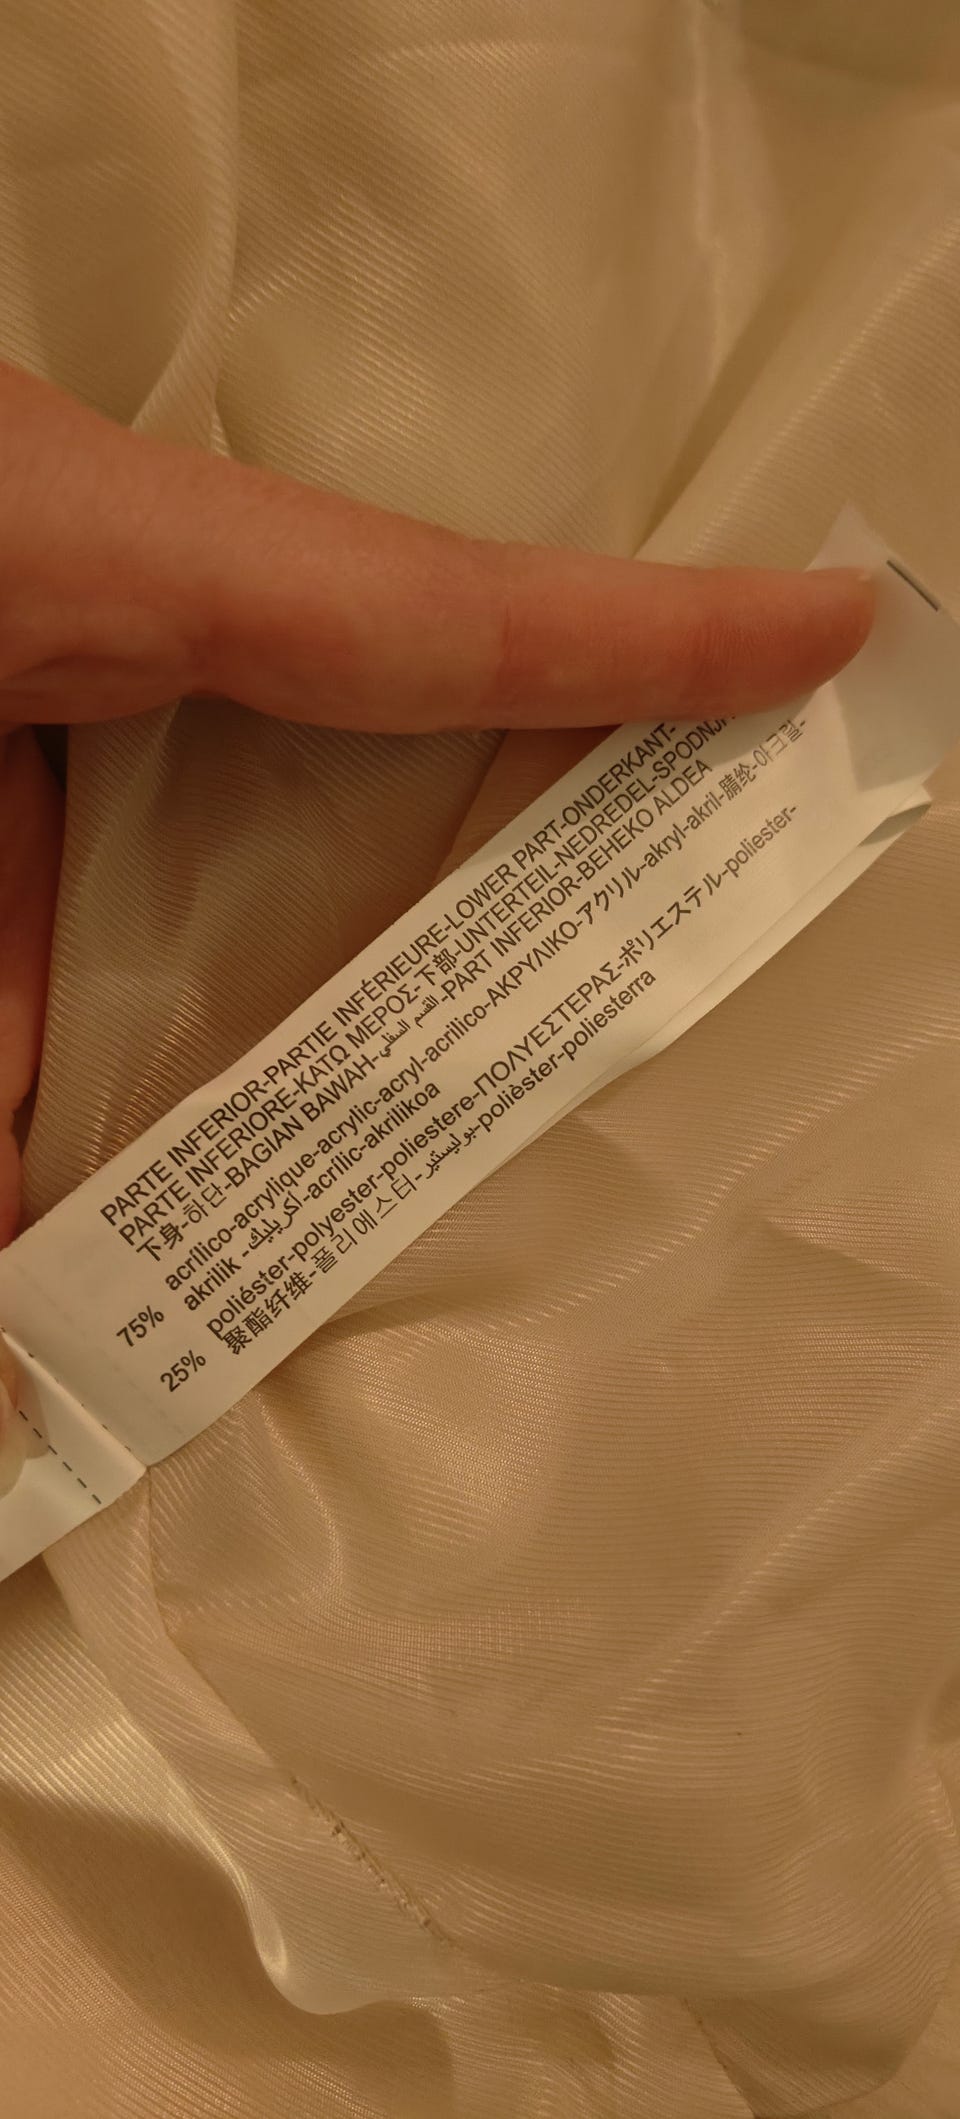 PARTE INFERIOR-PARTIE INFÉRIEURE-LOWER PART-ONDERKANT-
PARTE INFERIORE-ΚΑΤΩ ΜΕΡΟΣ-下部-UNTERTEIL-NEDREDEL-SPODNJI
下身-하단-BAGIAN BAWAH-القسم السفلي-PART INFERIOR-BEHEKO ALDEA
75% acrílico-acrylique-acrylic-acryl-acrilico-ΑΚΡΥΛΙΚΟ-アクリル-akryl-akril-腈纶-아크릴-
akrilik -اكريليك-acrílic-akrilikoa
25% poliéster-polyester-poliestere-ΠΟΛΥΕΣΤΕΡΑΣ-ポリエステル-poliester-
聚酯纤维-폴리에스터-بوليستير-polièster-poliesterra